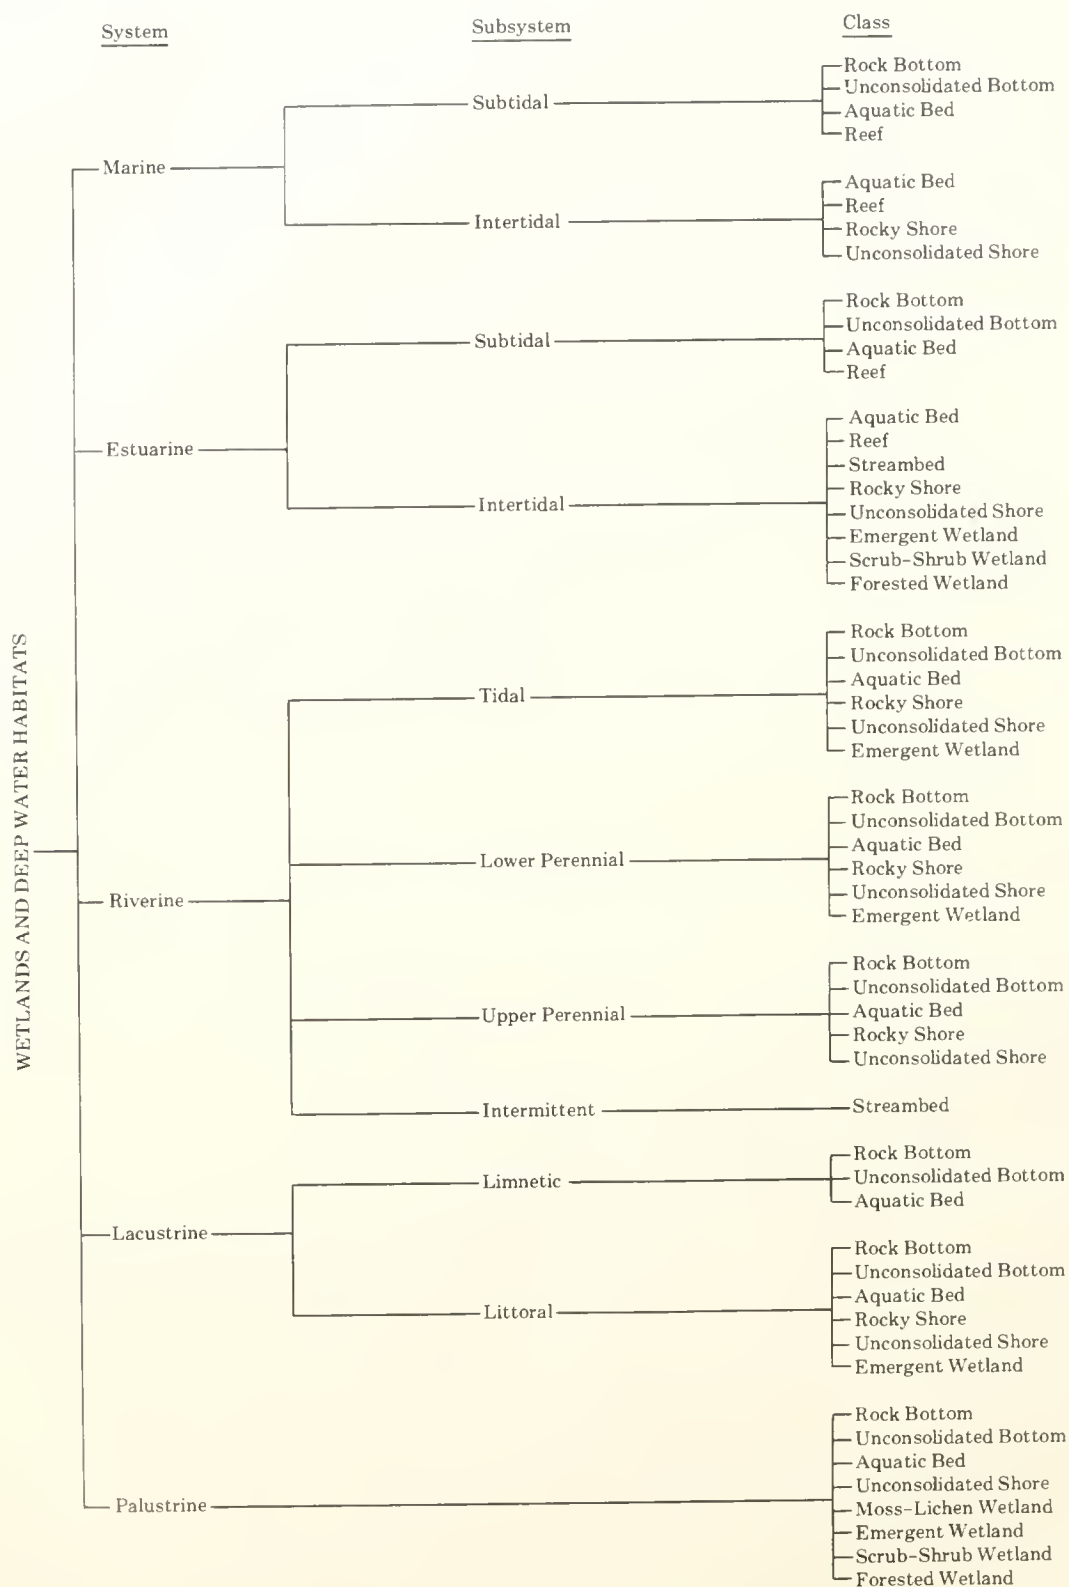 System
Subsystem
Class
WETLANDS AND DEEP WATER HABITATS
Marine
Subtidal
Rock Bottom
Unconsolidated Bottom
Aquatic Bed
Reef
Intertidal
Aquatic Bed
Reef
Rocky Shore
Unconsolidated Shore
Estuarine
Subtidal
Rock Bottom
Unconsolidated Bottom
Aquatic Bed
Reef
Intertidal
Aquatic Bed
Reef
Streambed
Rocky Shore
Unconsolidated Shore
Emergent Wetland
Scrub-Shrub Wetland
Forested Wetland
Riverine
Tidal
Rock Bottom
Unconsolidated Bottom
Aquatic Bed
Rocky Shore
Unconsolidated Shore
Emergent Wetland
Lower Perennial
Rock Bottom
Unconsolidated Bottom
Aquatic Bed
Rocky Shore
Unconsolidated Shore
Emergent Wetland
Upper Perennial
Rock Bottom
Unconsolidated Bottom
Aquatic Bed
Rocky Shore
Unconsolidated Shore
Intermittent
Streambed
Lacustrine
Limnetic
Rock Bottom
Unconsolidated Bottom
Aquatic Bed
Littoral
Rock Bottom
Unconsolidated Bottom
Aquatic Bed
Rocky Shore
Unconsolidated Shore
Emergent Wetland
Palustrine
Rock Bottom
Unconsolidated Bottom
Aquatic Bed
Unconsolidated Shore
Moss-Lichen Wetland
Emergent Wetland
Scrub-Shrub Wetland
Forested Wetland